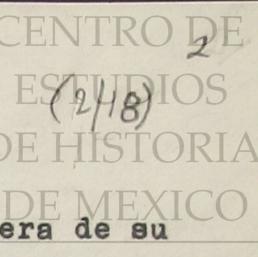 CENTRO DE
2
ESTUDIOS
(2/18)
DE HISTORIA
DE MEXICO
era de su